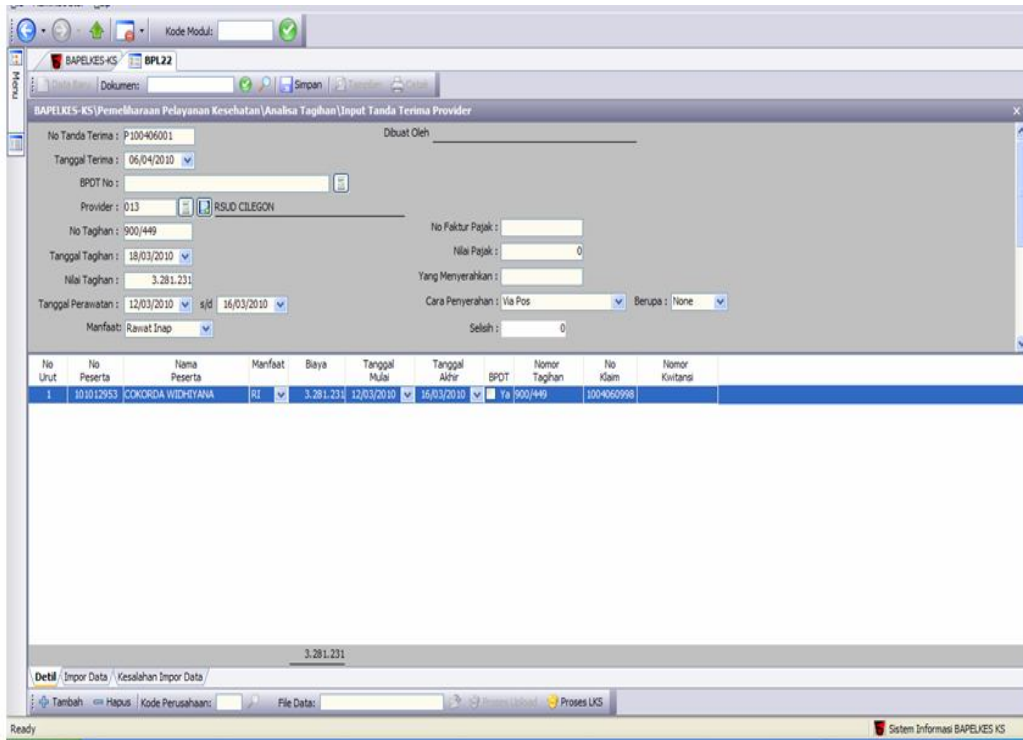 Kode Modul:
Menu
BAPELKES-KS BPL22
Dokumen: Simpan
BAPELKES-KS\Pemeliharaan Pelayanan Kesehatan\Analisa Tagihan\Input Tanda Terima Provider
No Tanda Terima : P100406001 Dibuat Oleh
Tanggal Terima : 06/04/2010
BPDT No :
Provider : 013 RSUD CILEGON
No Tagihan : 900/449 No Faktur Pajak :
Tanggal Tagihan : 18/03/2010 Nilai Pajak : 0
Nilai Tagihan : 3.281.231 Yang Menyerahkan :
Tanggal Perawatan : 12/03/2010 s/d 16/03/2010 Cara Penyerahan : Via Pos Berupa : None
Manfaat: Rawat Inap Selisih : 0
No No Nama Manfaat Biaya Tanggal Tanggal BPDT Nomor No Nomor
Urut Peserta Peserta Mulai Akhir Tagihan Klaim Kwitansi
1 101012953 COKORDA WIDHIYANA RI 3.281.231 12/03/2010 16/03/2010 Ya 900/449 1004060998
3.281.231
Detil Impor Data Kesalahan Impor Data
Tambah Hapus Kode Perusahaan: File Data: Proses Upload Proses LKS
Ready Sistem Informasi BAPELKES KS